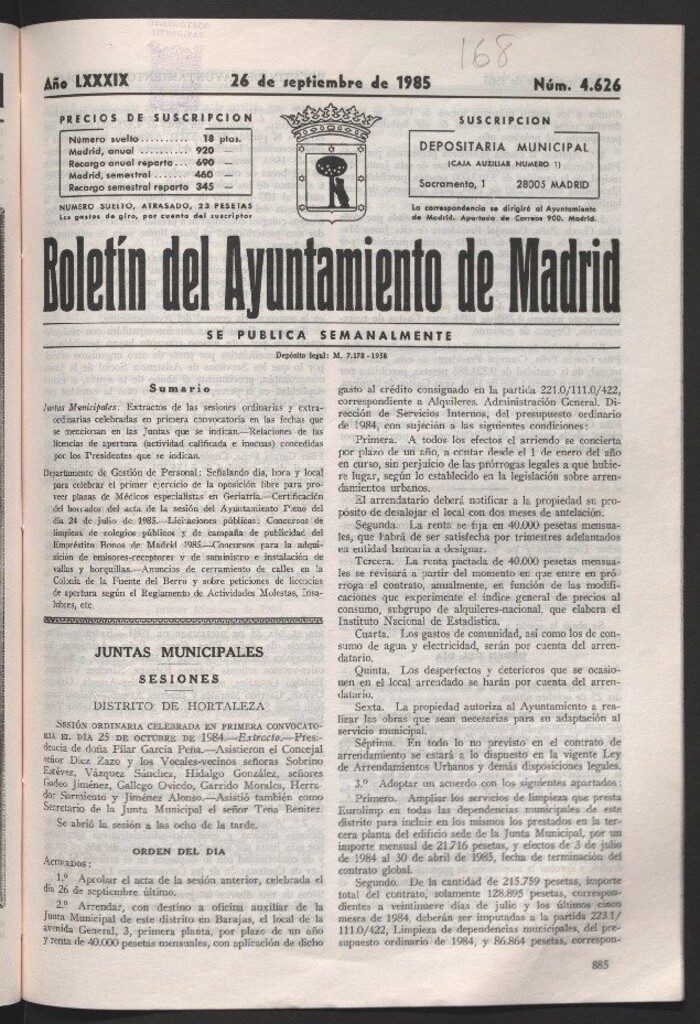 168
Año LXXXIX 26 de septiembre de 1985 Núm. 4.626
PRECIOS DE SUSCRIPCION
Número suelto.......... 18 ptas.
Madrid, anual .......... 920 —
Recargo anual reparto... 690 —
Madrid, semestral ....... 460 —
Recargo semestral reparto 345 —
NUMERO SUELTO, ATRASADO, 23 PESETAS
Los gastos de giro, por cuenta del suscriptor
SUSCRIPCION
DEPOSITARIA MUNICIPAL
(CAJA AUXILIAR NUMERO 1)
Sacramento, 1 28005 MADRID
La correspondencia se dirigirá al Ayuntamiento
de Madrid. Apartado de Correos 900. Madrid.
Boletín del Ayuntamiento de Madrid
SE PUBLICA SEMANALMENTE
Depósito legal: M. 7.178 - 1958
Sumario
Juntas Municipales: Extractos de las sesiones ordinarias y extra-
ordinarias celebradas en primera convocatoria en las fechas que
se mencionan en las Juntas que se indican.—Relaciones de las
licencias de apertura (actividad calificada e inocuas) concedidas
por los Presidentes que se indican.
Departamento de Gestión de Personal: Señalando día, hora y local
para celebrar el primer ejercicio de la oposición libre para pro-
veer plazas de Médicos especialistas en Geriatría.—Certificación
del borrador del acta de la sesión del Ayuntamiento Pleno del
día 24 de julio de 1985.—Licitaciones públicas: Concursos de
limpieza de colegios públicos y de campaña de publicidad del
Empréstito Bonos de Madrid 1985.—Concursos para la adqui-
sición de emisores-receptores y de suministro e instalación de
vallas y horquillas.—Anuncios de cerramiento de calles en la
Colonia de la Fuente del Berro y sobre peticiones de licencias
de apertura según el Reglamento de Actividades Molestas, Insa-
lubres, etc.
JUNTAS MUNICIPALES
SESIONES
DISTRITO DE HORTALEZA
SESIÓN ORDINARIA CELEBRADA EN PRIMERA CONVOCATO-
RIA EL DÍA 25 DE OCTUBRE DE 1984.—Extracto.—Presi-
dencia de doña Pilar García Peña.—Asistieron el Concejal
señor Díez Zazo y los Vocales-vecinos señoras Sobrino
Estévez, Vázquez Sánchez, Hidalgo González, señores
Godeo Jiménez, Gallego Oviedo, Garrido Morales, Herra-
dor Sarmiento y Jiménez Alonso.—Asistió también como
Secretario de la Junta Municipal el señor Tena Benítez.
Se abrió la sesión a las ocho de la tarde.
ORDEN DEL DIA
ACUERDOS:
1.º Aprobar el acta de la sesión anterior, celebrada el
día 26 de septiembre último.
2.º Arrendar, con destino a oficina auxiliar de la
Junta Municipal de este distrito en Barajas, el local de la
avenida General, 3, primera planta, por plazo de un año
y renta de 40.000 pesetas mensuales, con aplicación de dicho
gasto al crédito consignado en la partida 221.0/111.0/422,
correspondiente a Alquileres. Administración General. Di-
rección de Servicios Internos, del presupuesto ordinario
de 1984, con sujeción a las siguientes condiciones:
Primera. A todos los efectos el arriendo se concierta
por plazo de un año, a contar desde el 1 de enero del año
en curso, sin perjuicio de las prórrogas legales a que hubie-
re lugar, según lo establecido en la legislación sobre arren-
damientos urbanos.
El arrendatario deberá notificar a la propiedad su pro-
pósito de desalojar el local con dos meses de antelación.
Segunda. La renta se fija en 40.000 pesetas mensua-
les, que habrá de ser satisfecha por trimestres adelantados
en entidad bancaria a designar.
Tercera. La renta pactada de 40.000 pesetas mensua-
les se revisará a partir del momento en que entre en pró-
rroga el contrato, anualmente, en función de las modifi-
caciones que experimente el índice general de precios al
consumo, subgrupo de alquileres-nacional, que elabora el
Instituto Nacional de Estadística.
Cuarta. Los gastos de comunidad, así como los de con-
sumo de agua y electricidad, serán por cuenta del arren-
datario.
Quinta. Los desperfectos y deterioros que se ocasio-
nen en el local arrendado se harán por cuenta del arren-
datario.
Sexta. La propiedad autoriza al Ayuntamiento a rea-
lizar las obras que sean necesarias para su adaptación al
servicio municipal.
Séptima. En todo lo no previsto en el contrato de
arrendamiento se estará a lo dispuesto en la vigente Ley
de Arrendamientos Urbanos y demás disposiciones legales.
3.º Adoptar un acuerdo con los siguientes apartados:
Primero. Ampliar los servicios de limpieza que presta
Eurolimp en todas las dependencias municipales de este
distrito para incluir en los mismos los prestados en la ter-
cera planta del edificio sede de la Junta Municipal, por un
importe mensual de 21.716 pesetas, y efectos de 3 de julio
de 1984 al 30 de abril de 1985, fecha de terminación del
contrato global.
Segundo. De la cantidad de 215.759 pesetas, importe
total del contrato, solamente 128.895 pesetas, correspon-
dientes a veintinueve días de julio y los últimos cinco
meses de 1984, deberán ser imputadas a la partida 223.1/
111.0/422, Limpieza de dependencias municipales, del pre-
supuesto ordinario de 1984, y 86.864 pesetas, correspon-
885